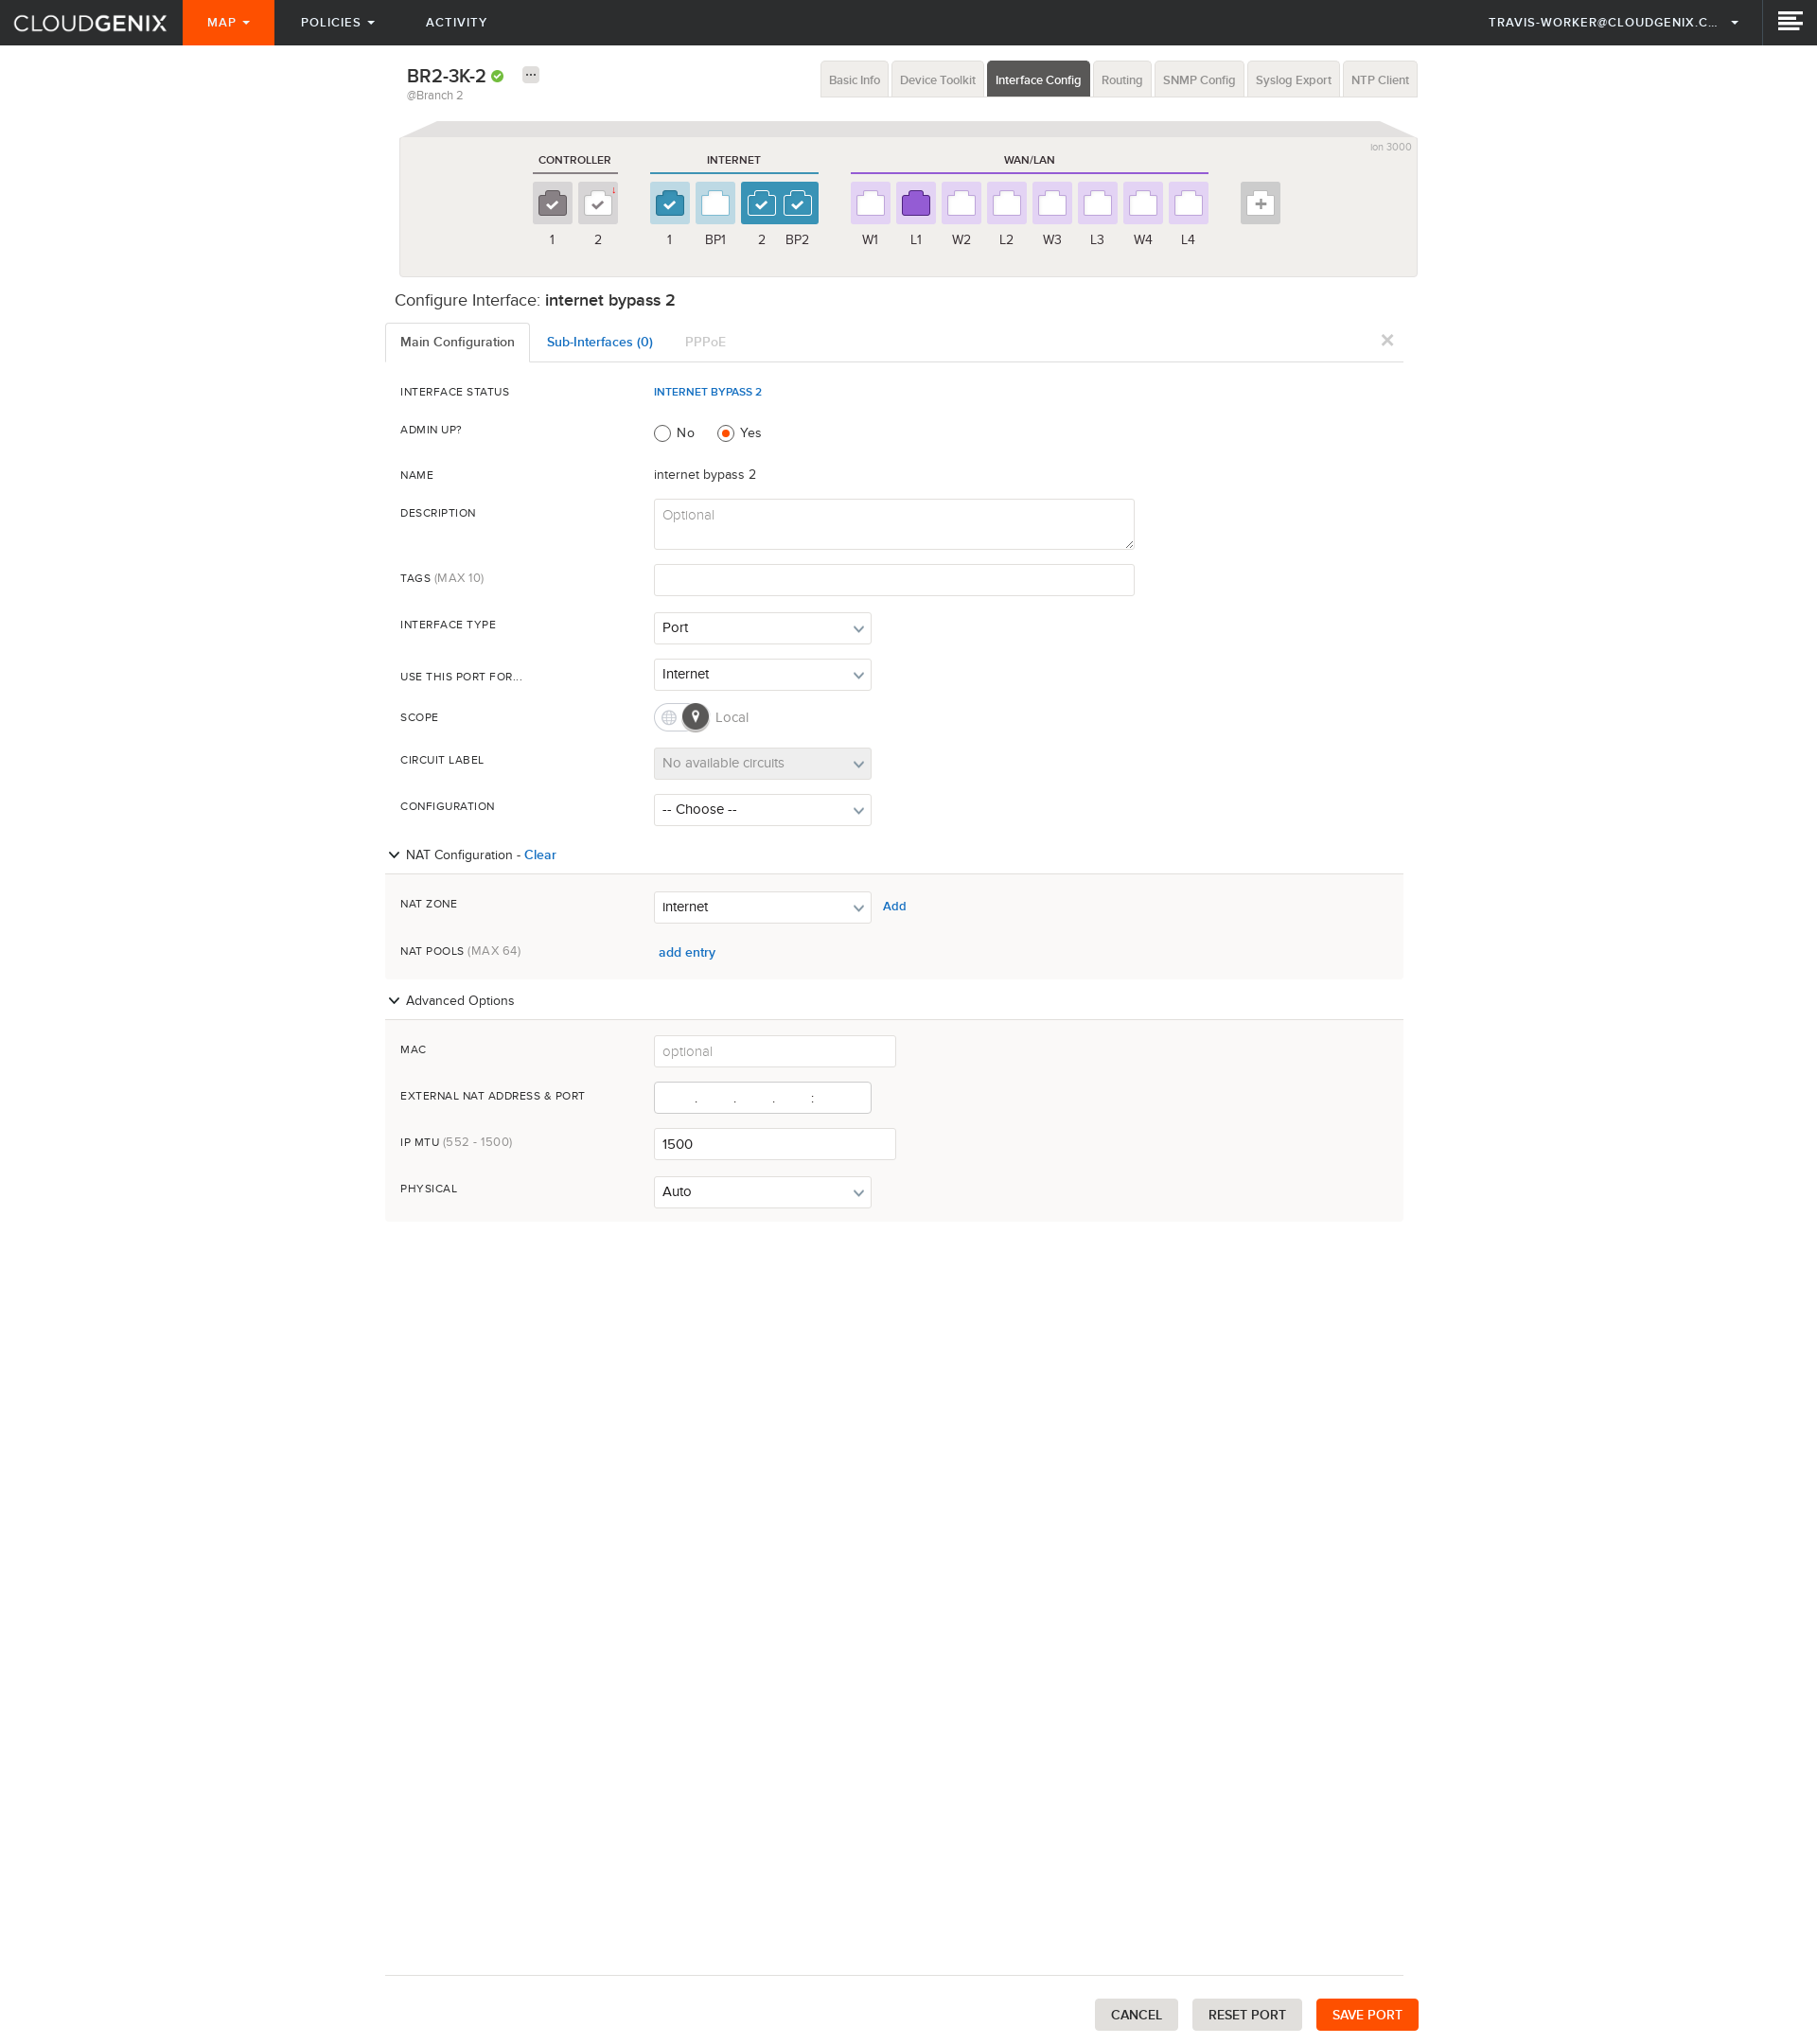 CLOUDGENIX MAP POLICIES ACTIVITY TRAVIS-WORKER@CLOUDGENIX.C...
BR2-3K-2
@Branch 2
Basic Info Device Toolkit Interface Config Routing SNMP Config Syslog Export NTP Client
ion 3000
CONTROLLER INTERNET WAN/LAN
1 2 1 BP1 2 BP2 W1 L1 W2 L2 W3 L3 W4 L4
Configure Interface: internet bypass 2
Main Configuration Sub-Interfaces (0) PPPoE
INTERFACE STATUS INTERNET BYPASS 2
ADMIN UP? No Yes
NAME internet bypass 2
DESCRIPTION Optional
TAGS (MAX 10)
INTERFACE TYPE Port
USE THIS PORT FOR... Internet
SCOPE Local
CIRCUIT LABEL No available circuits
CONFIGURATION -- Choose --
NAT Configuration - Clear
NAT ZONE internet Add
NAT POOLS (MAX 64) add entry
Advanced Options
MAC optional
EXTERNAL NAT ADDRESS & PORT . . . :
IP MTU (552 - 1500) 1500
PHYSICAL Auto
CANCEL RESET PORT SAVE PORT